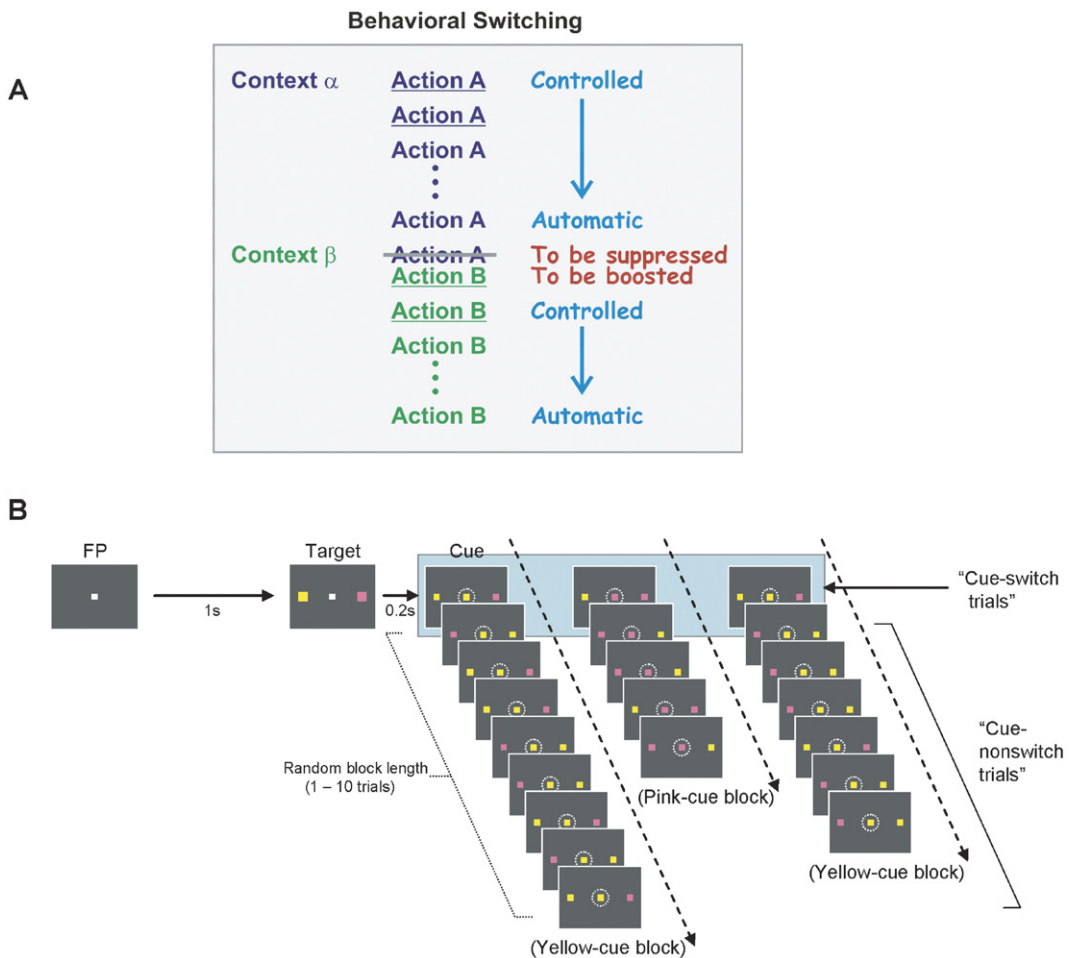 Behavioral Switching
A
Context α Action A Controlled
Action A
Action A
Action A Automatic
Context β Action A To be suppressed
Action B To be boosted
Action B Controlled
Action B
Action B Automatic
B
FP Target Cue
1s 0.2s
"Cue-switch
trials"
Random block length
(1 – 10 trials)
"Cue-
nonswitch
trials"
(Pink-cue block)
(Yellow-cue block)
(Yellow-cue block)